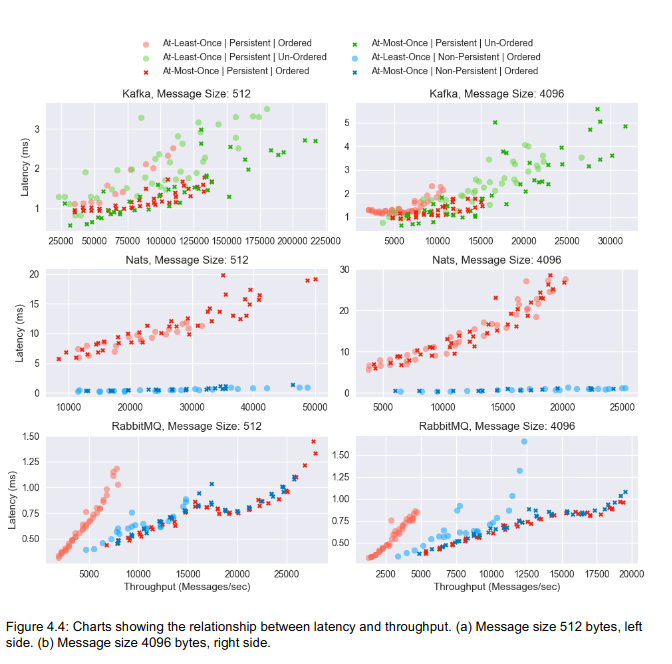 At-Least-Once | Persistent | Ordered
At-Least-Once | Persistent | Un-Ordered
At-Most-Once | Persistent | Ordered
At-Most-Once | Persistent | Un-Ordered
At-Least-Once | Non-Persistent | Ordered
At-Most-Once | Non-Persistent | Ordered
Kafka, Message Size: 512
Latency (ms)
3
2
1
25000 50000 75000 100000 125000 150000 175000 200000 225000
Kafka, Message Size: 4096
5
4
3
2
1
5000 10000 15000 20000 25000 30000
Nats, Message Size: 512
Latency (ms)
20
15
10
5
0
10000 20000 30000 40000 50000
Nats, Message Size: 4096
30
20
10
0
5000 7500 10000 12500 15000 17500 20000 22500 25000
RabbitMQ, Message Size: 512
Latency (ms)
1.50
1.25
1.00
0.75
0.50
5000 10000 15000 20000 25000
Throughput (Messages/sec)
RabbitMQ, Message Size: 4096
1.50
1.25
1.00
0.75
0.50
2500 5000 7500 10000 12500 15000 17500 20000
Throughput (Messages/sec)
Figure 4.4: Charts showing the relationship between latency and throughput. (a) Message size 512 bytes, left
side. (b) Message size 4096 bytes, right side.